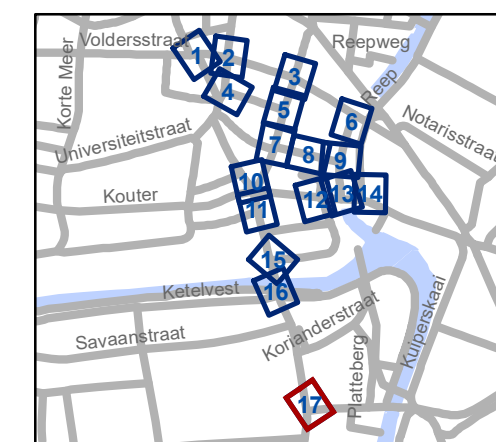 Voldersstraat
Reepweg
Korte Meer
1
2
3
4
Reep
5
6
Notarisstraat
Universiteitstraat
7
8
9
10
Kouter
11
12
13
14
15
Ketelvest
16
Savaanstraat
Korianderstraat
Kuiperskaai
Platteberg
17